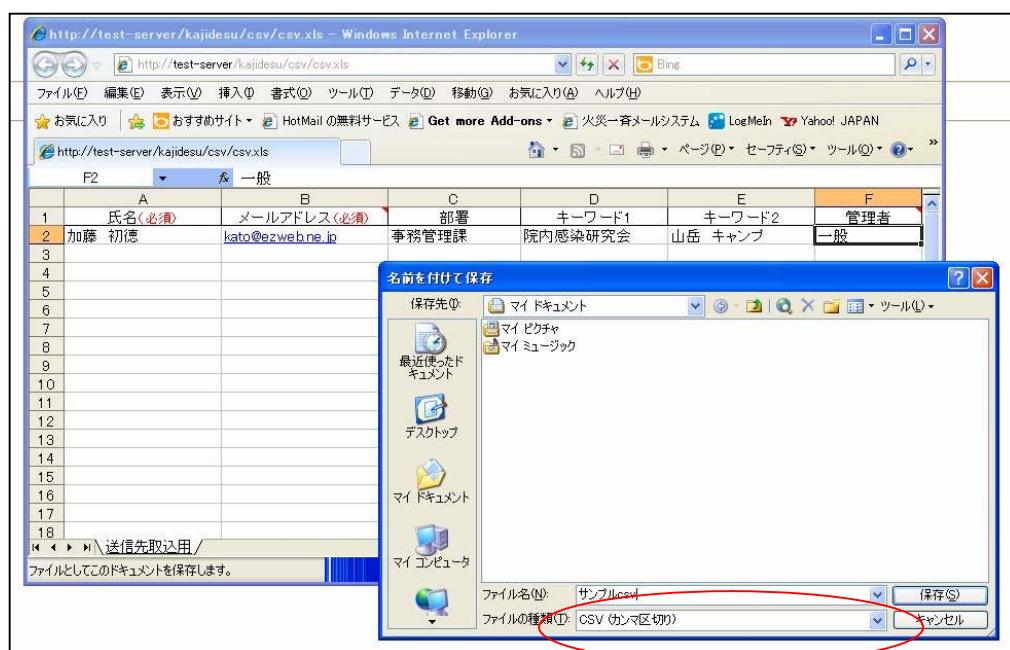 http://test-server/kajidesu/csv/csv.xls - Windows Internet Explorer
http://test-server/kajidesu/csv/csv.xls
Bing
ファイル(F) 編集(E) 表示(V) 挿入(I) 書式(O) ツール(T) データ(D) 移動(G) お気に入り(A) ヘルプ(H)
お気に入り おすすめサイト HotMail の無料サービス Get more Add-ons 火災一斉メールシステム LogMeIn Yahoo! JAPAN
http://test-server/kajidesu/csv/csv.xls ページ(P) セーフティ(S) ツール(O) »
F2 fx 一般
A B C D E F
1 氏名(必須) メールアドレス(必須) 部署 キーワード1 キーワード2 管理者
2 加藤 初徳 kato@ezweb.ne.jp 事務管理課 院内感染研究会 山岳 キャンプ 一般
3
4
5
6
7
8
9
10
11
12
13
14
15
16
17
18
送信先取込用
ファイルとしてこのドキュメントを保存します。
名前を付けて保存
保存先(I): マイ ドキュメント ツール(L)
マイ ピクチャ
マイ ミュージック
最近使ったドキュメント
デスクトップ
マイ ドキュメント
マイ コンピュータ
ファイル名(N): サンプルcsv 保存(S)
ファイルの種類(T): CSV (カンマ区切り) キャンセル